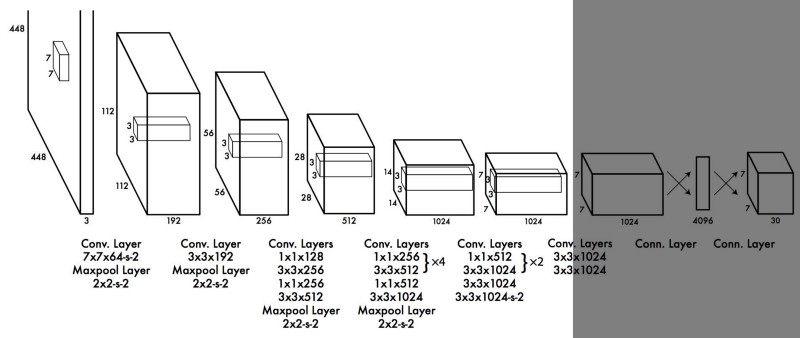 448
7
7
448
3
112
3
3
112
192
56
3
3
56
256
28
3
3
28
512
14
3
3
14
1024
7
3
3
7
1024
7
7
1024
4096
7
7
30
Conv. Layer
7x7x64-s-2
Maxpool Layer
2x2-s-2
Conv. Layer
3x3x192
Maxpool Layer
2x2-s-2
Conv. Layers
1x1x128
3x3x256
1x1x256
3x3x512
Maxpool Layer
2x2-s-2
Conv. Layers
1x1x256
3x3x512
×4
1x1x512
3x3x1024
Maxpool Layer
2x2-s-2
Conv. Layers
1x1x512
3x3x1024
×2
3x3x1024
3x3x1024-s-2
Conv. Layers
3x3x1024
3x3x1024
Conn. Layer
Conn. Layer